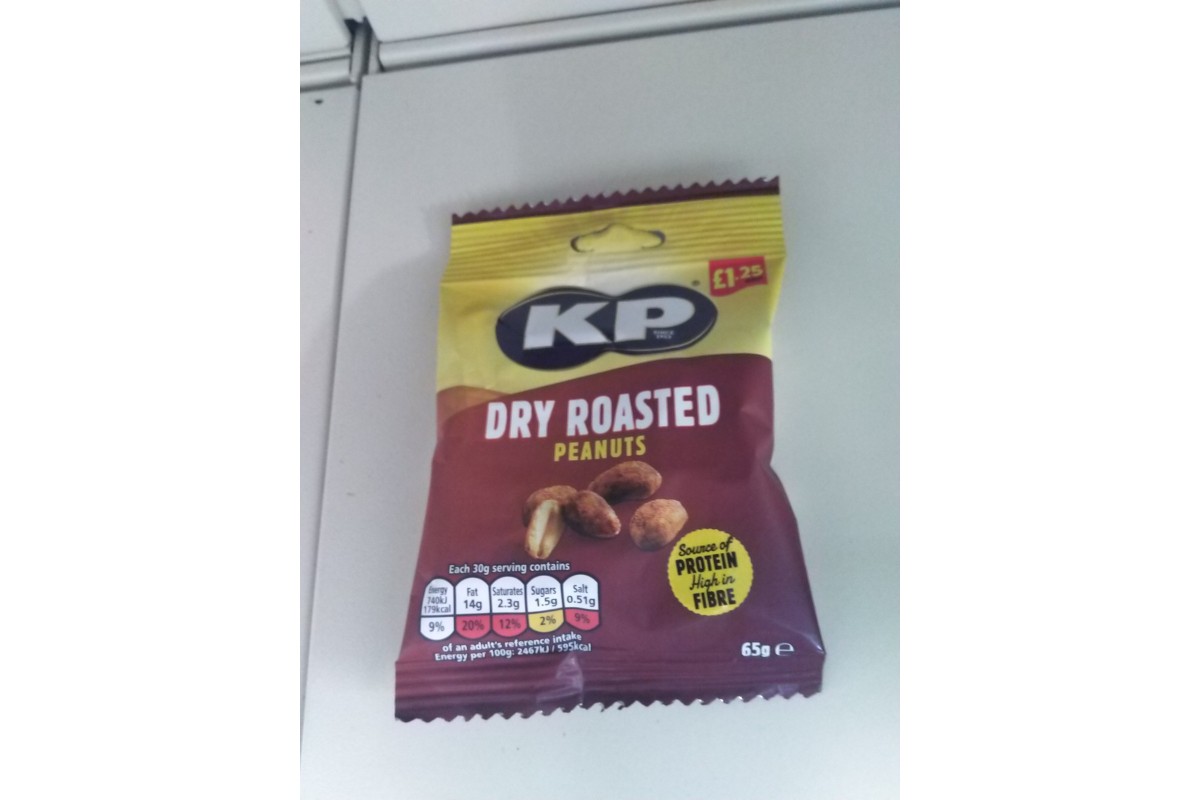 £1.25
KP
SINCE
1953
DRY ROASTED
PEANUTS
Source of
PROTEIN
High in
FIBRE
Each 30g serving contains
Energy
740kJ
179kcal
9%
Fat
14g
20%
Saturates
2.3g
12%
Sugars
1.5g
2%
Salt
0.51g
9%
of an adult's reference intake
Energy per 100g: 2467kJ / 595kcal
65g ℮